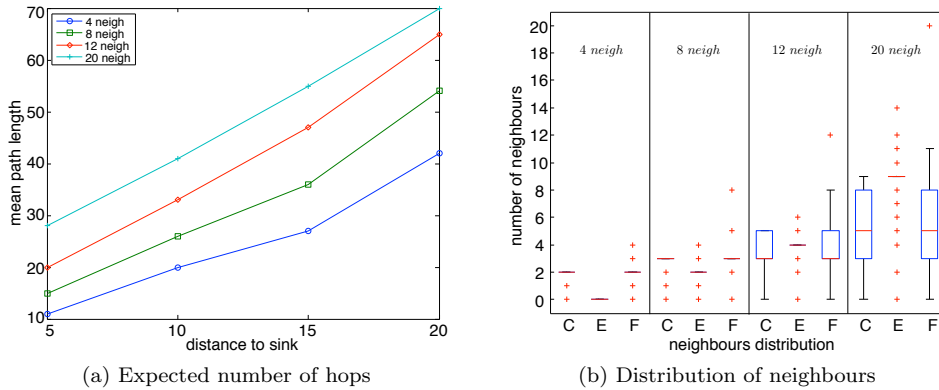 70
60
50
40
30
20
10
mean path length
4 neigh
8 neigh
12 neigh
20 neigh
5
10
15
20
distance to sink
(a) Expected number of hops
20
18
16
14
12
10
8
6
4
2
0
number of neighbours
4 neigh
8 neigh
12 neigh
20 neigh
C E F C E F C E F C E F
neighbours distribution
(b) Distribution of neighbours